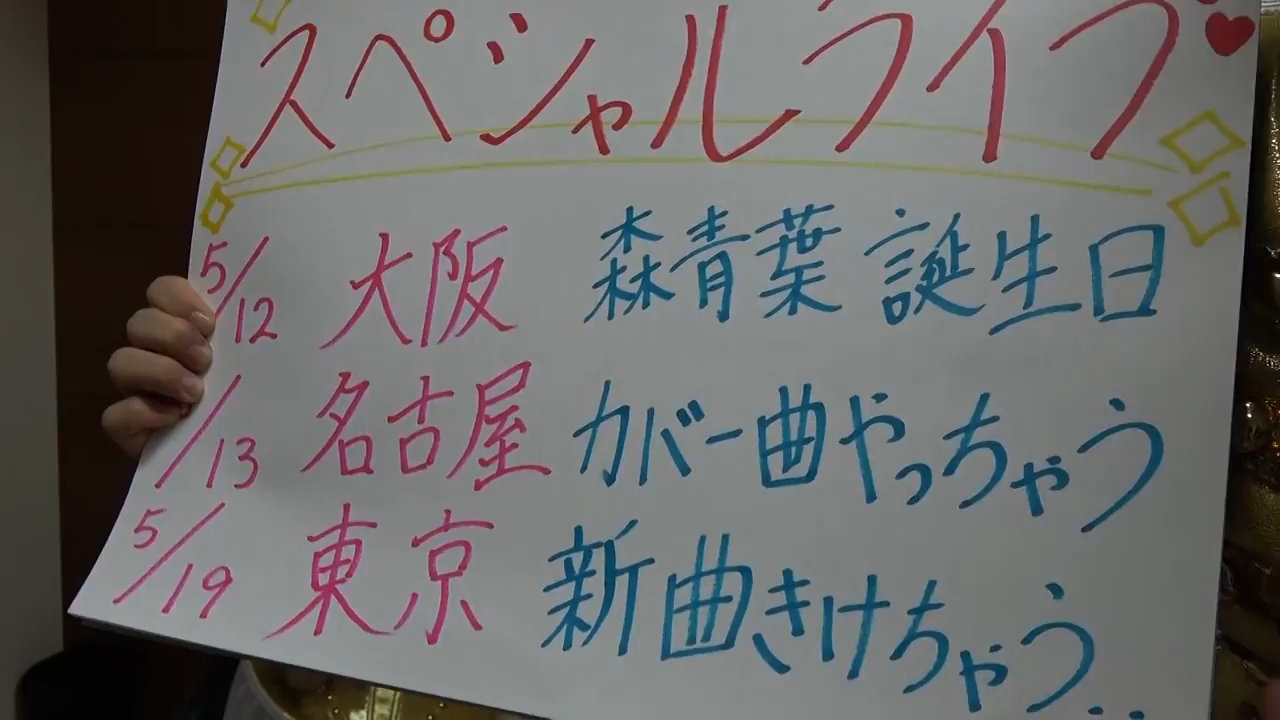 スペシャルライブ
5/12 大阪 森青葉 誕生日
/13 名古屋 カバー曲やっちゃう
5/19 東京 新曲きけちゃう..